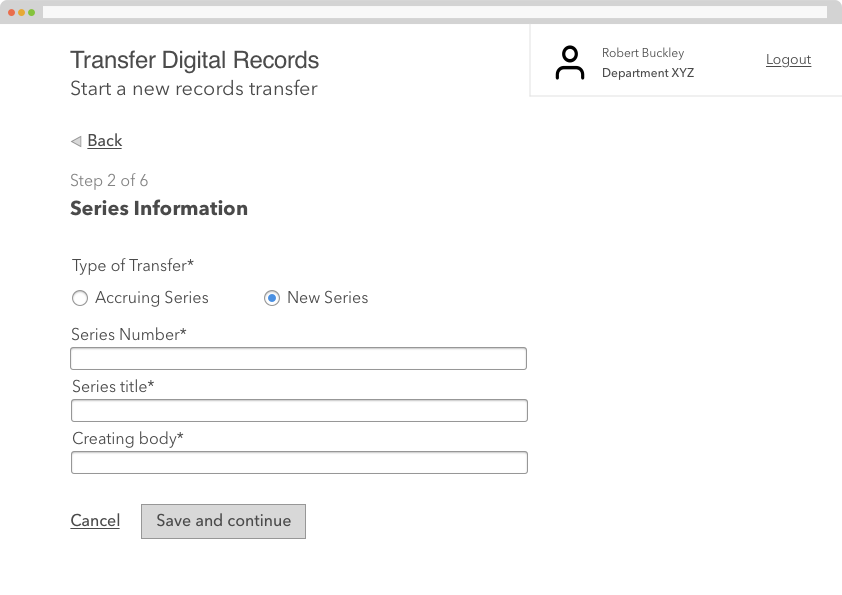 Transfer Digital Records
Start a new records transfer
Robert Buckley
Department XYZ
Logout
Back
Step 2 of 6
Series Information
Type of Transfer*
Accruing Series
New Series
Series Number*
Series title*
Creating body*
Cancel
Save and continue